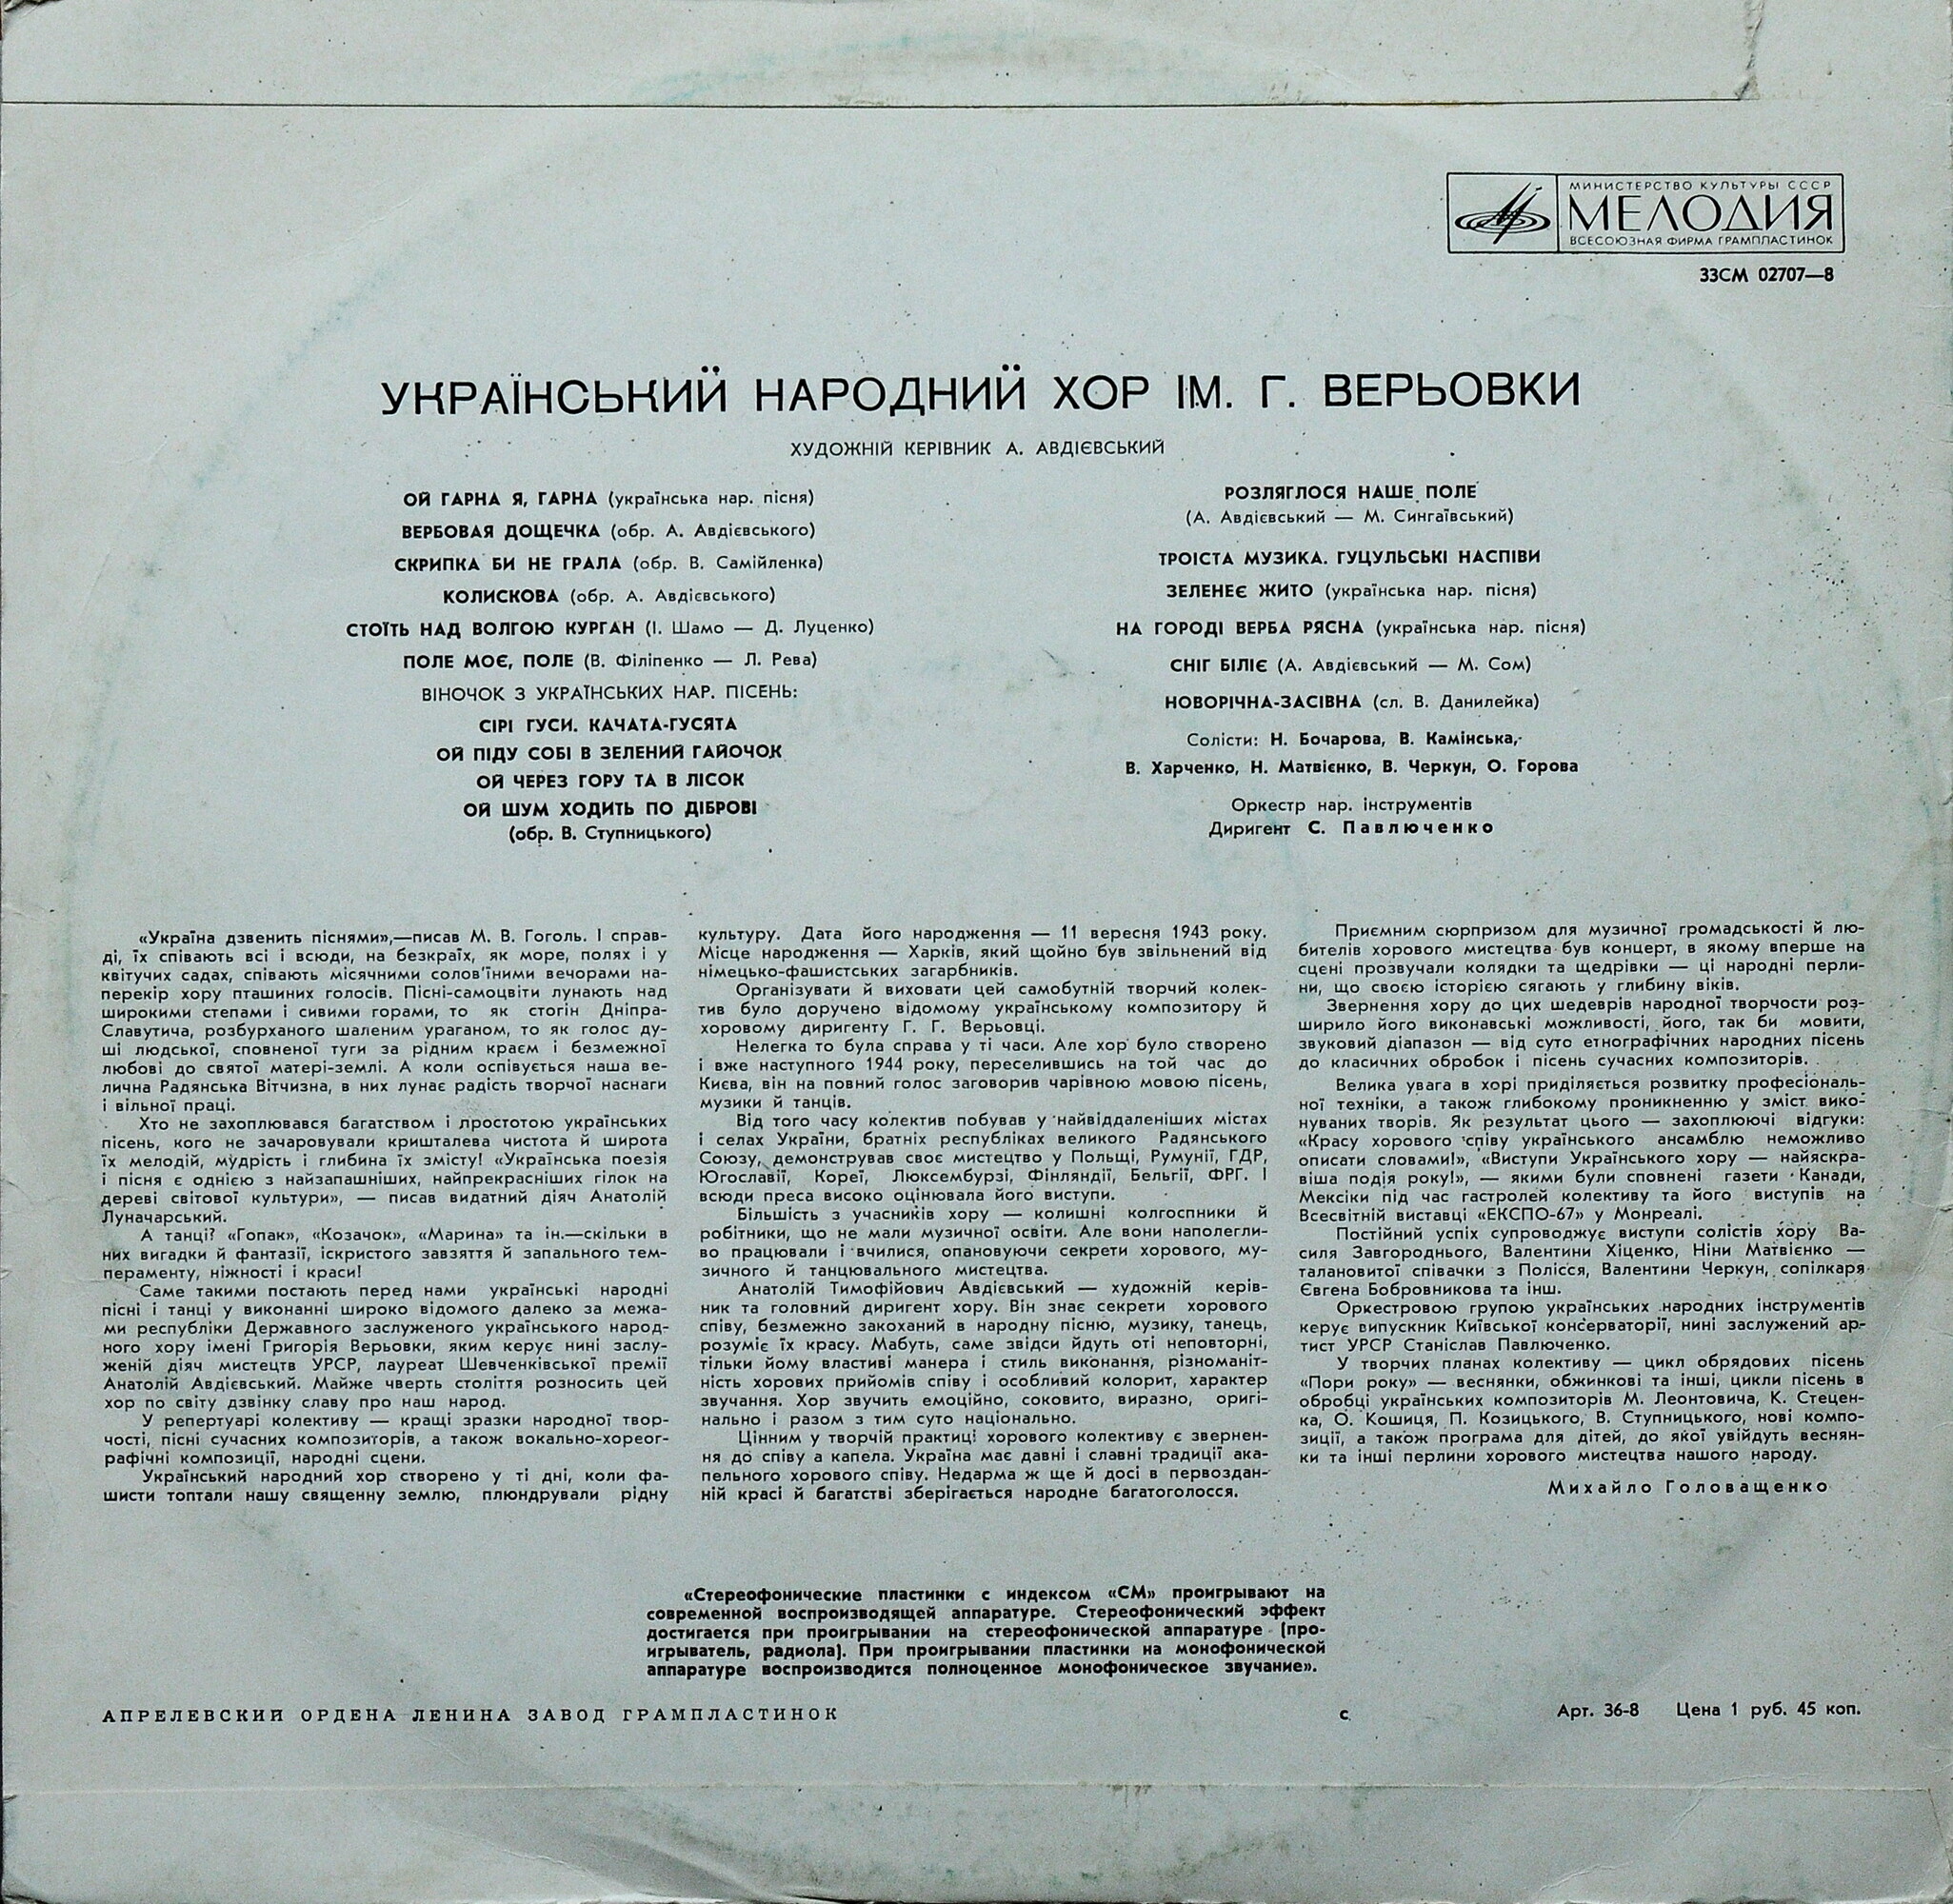 МИНИСТЕРСТВО КУЛЬТУРЫ СССР
МЕЛОДИЯ
ВСЕСОЮЗНАЯ ФИРМА ГРАМПЛАСТИНОК
33СМ 02707—8
УКРАЇНСЬКИЙ НАРОДНИЙ ХОР ІМ. Г. ВЕРЬОВКИ
ХУДОЖНІЙ КЕРІВНИК А. АВДІЄВСЬКИЙ
ОЙ ГАРНА Я, ГАРНА (українська нар. пісня)
ВЕРБОВАЯ ДОЩЕЧКА (обр. А. Авдієвського)
СКРИПКА БИ НЕ ГРАЛА (обр. В. Самійленка)
КОЛИСКОВА (обр. А. Авдієвського)
СТОЇТЬ НАД ВОЛГОЮ КУРГАН (І. Шамо — Д. Луценко)
ПОЛЕ МОЄ, ПОЛЕ (В. Філіпенко — Л. Рева)
ВІНОЧОК З УКРАЇНСЬКИХ НАР. ПІСЕНЬ:
СІРІ ГУСИ. КАЧАТА-ГУСЯТА
ОЙ ПІДУ СОБІ В ЗЕЛЕНИЙ ГАЙОЧОК
ОЙ ЧЕРЕЗ ГОРУ ТА В ЛІСОК
ОЙ ШУМ ХОДИТЬ ПО ДІБРОВІ
(обр. В. Ступницького)
РОЗЛЯГЛОСЯ НАШЕ ПОЛЕ
(А. Авдієвський — М. Сингаївський)
ТРОІСТА МУЗИКА. ГУЦУЛЬСЬКІ НАСПІВИ
ЗЕЛЕНЕЄ ЖИТО (українська нар. пісня)
НА ГОРОДІ ВЕРБА РЯСНА (українська нар. пісня)
СНІГ БІЛІЄ (А. Авдієвський — М. Сом)
НОВОРІЧНА-ЗАСІВНА (сл. В. Данилейка)
Солісти: Н. Бочарова, В. Камінська,
В. Харченко, Н. Матвієнко, В. Черкун, О. Горова
Оркестр нар. інструментів
Диригент С. Павлюченко
«Україна дзвенить піснями»,—писав М. В. Гоголь. І справ-
ді, їх співають всі і всюди, на безкраїх, як море, полях і у
квітучих садах, співають місячними солов'їними вечорами на-
перекір хору пташиних голосів. Пісні-самоцвіти лунають над
широкими степами і сивими горами, то як стогін Дніпра-
Славутича, розбурханого шаленим ураганом, то як голос ду-
ші людської, сповненої туги за рідним краєм і безмежної
любові до святої матері-землі. А коли оспівується наша ве-
лична Радянська Вітчизна, в них лунає радість творчої наснаги
і вільної праці.
Хто не захоплювався багатством і простотою українських
пісень, кого не зачаровували кришталева чистота й широта
їх мелодій, мудрість і глибина їх змісту! «Українська поезія
і пісня є однією з найзапашніших, найпрекрасніших гілок на
дереві світової культури», — писав видатний діяч Анатолій
Луначарський.
А танці? «Гопак», «Козачок», «Марина» та ін.—скільки в
них вигадки й фантазії, іскристого завзяття й запального тем-
пераменту, ніжності і краси!
Саме такими постають перед нами українські народні
пісні і танці у виконанні широко відомого далеко за межа-
ми республіки Державного заслуженого українського народ-
ного хору імені Григорія Верьовки, яким керує нині заслу-
женій діяч мистецтв УРСР, лауреат Шевченківської премії
Анатолій Авдієвський. Майже чверть століття розносить цей
хор по світу дзвінку славу про наш народ.
У репертуарі колективу — кращі зразки народної твор-
чості, пісні сучасних композиторів, а також вокально-хореог-
рафічні композиції, народні сцени.
Український народний хор створено у ті дні, коли фа-
шисти топтали нашу священну землю, плюндрували рідну
культуру. Дата його народження — 11 вересня 1943 року.
Місце народження — Харків, який щойно був звільнений від
німецько-фашистських загарбників.
Організувати й виховати цей самобутній творчий колек-
тив було доручено відомому українському композитору й
хоровому диригенту Г. Г. Верьовці.
Нелегка то була справа у ті часи. Але хор було створено
і вже наступного 1944 року, переселившись на той час до
Києва, він на повний голос заговорив чарівною мовою пісень,
музики й танців.
Від того часу колектив побував у найвіддаленіших містах
і селах України, братніх республіках великого Радянського
Союзу, демонстрував своє мистецтво у Польщі, Румунії, ГДР,
Югославії, Кореї, Люксембурзі, Фінляндії, Бельгії, ФРГ. І
всюди преса високо оцінювала його виступи.
Більшість з учасників хору — колишні колгоспники й
робітники, що не мали музичної освіти. Але вони наполегли-
во працювали і вчилися, опановуючи секрети хорового, му-
зичного й танцювального мистецтва.
Анатолій Тимофійович Авдієвський — художній керів-
ник та головний диригент хору. Він знає секрети хорового
співу, безмежно закоханий в народну пісню, музику, танець,
розуміє їх красу. Мабуть, саме звідси йдуть оті неповторні,
тільки йому властиві манера і стиль виконання, різноманіт-
ність хорових прийомів співу і особливий колорит, характер
звучання. Хор звучить емоційно, соковито, виразно, оригі-
нально і разом з тим суто національно.
Цінним у творчій практиці хорового колективу є звернен-
ня до співу а капела. Україна має давні і славні традиції ака-
пельного хорового співу. Недарма ж ще й досі в первоздан-
ній красі й багатстві зберігається народне багатоголосся.
Приємним сюрпризом для музичної громадськості й лю-
бителів хорового мистецтва був концерт, в якому вперше на
сцені прозвучали колядки та щедрівки — ці народні перли-
ни, що своєю історією сягають у глибину віків.
Звернення хору до цих шедеврів народної творчості роз-
ширило його виконавські можливості, його, так би мовити,
звуковий діапазон — від суто етнографічних народних пісень
до класичних обробок і пісень сучасних композиторів.
Велика увага в хорі приділяється розвитку професіональ-
ної техніки, а також глибокому проникненню у зміст вико-
нуваних творів. Як результат цього — захоплюючі відгуки:
«Красу хорового співу українського ансамблю неможливо
описати словами!», «Виступи Українського хору — найяскра-
віша подія року!», — якими були сповнені газети Канади,
Мексіки під час гастролей колективу та його виступів на
Всесвітній виставці «ЕКСПО-67» у Монреалі.
Постійний успіх супроводжує виступи солістів хору Ва-
силя Завгороднього, Валентини Хіценко, Ніни Матвієнко —
талановитої співачки з Полісся, Валентини Черкун, сопілкаря
Євгена Бобровникова та інш.
Оркестровою групою українських народних інструментів
керує випускник Київської консерваторії, нині заслужений ар-
тист УРСР Станіслав Павлюченко.
У творчих планах колективу — цикл обрядових пісень
«Пори року» — веснянки, обжинкові та інші, цикли пісень в
обробці українських композиторів М. Леонтовича, К. Стецен-
ка, О. Кошиця, П. Козицького, В. Ступницького, нові компо-
зиції, а також програма для дітей, до якої увійдуть веснян-
ки та інші перлини хорового мистецтва нашого народу.
Михайло Головащенко
«Стереофонические пластинки с индексом «СМ» проигрывают на
современной воспроизводящей аппаратуре. Стереофонический эффект
достигается при проигрывании на стереофонической аппаратуре (про-
игрыватель, радиола). При проигрывании пластинки на монофонической
аппаратуре воспроизводится полноценное монофоническое звучание».
АПРЕЛЕВСКИЙ ОРДЕНА ЛЕНИНА ЗАВОД ГРАМПЛАСТИНОК
с
Арт. 36-8 Цена 1 руб. 45 коп.